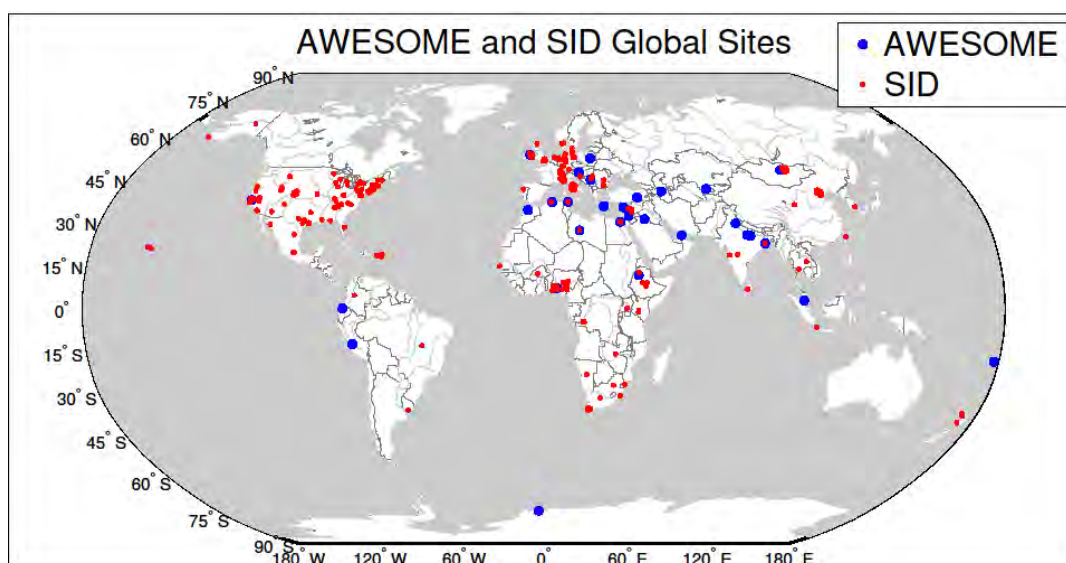 AWESOME and SID Global Sites
AWESOME
SID
90° N
75° N
60° N
45° N
30° N
15° N
0°
15° S
30° S
45° S
60° S
75° S
90° S
180° W 120° W 60° W 0° 60° E 120° E 180° E